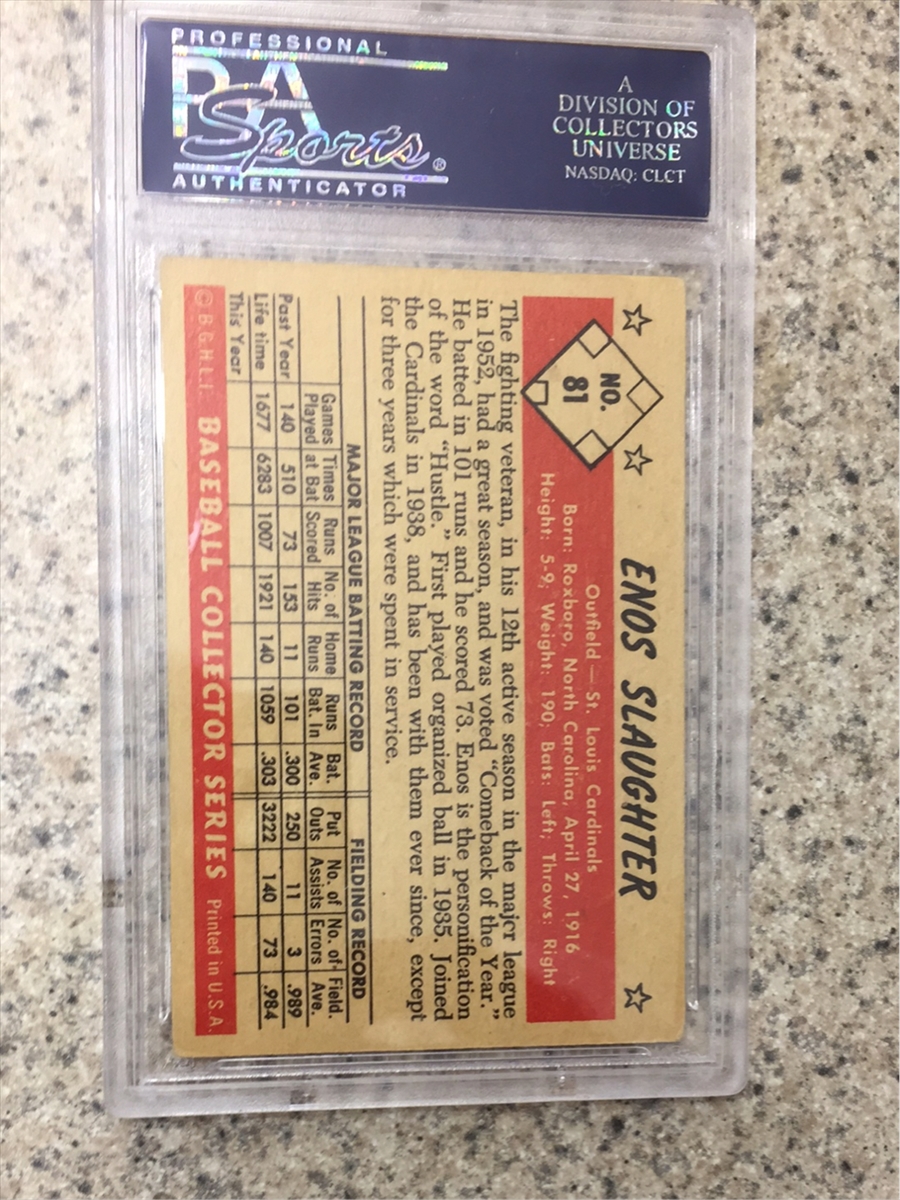 PROFESSIONAL
PSA
Sports®
AUTHENTICATOR
A
DIVISION OF
COLLECTORS
UNIVERSE
NASDAQ: CLCT
NO.
81
ENOS SLAUGHTER
Outfield — St. Louis Cardinals
Born: Roxboro, North Carolina, April 27, 1916
Height: 5-9; Weight: 190; Bats: Left; Throws: Right
The fighting veteran, in his 12th active season in the major league
in 1952, had a great season, and was voted “Comeback of the Year.”
He batted in 101 runs and he scored 73. Enos is the personification
of the word “Hustle.” First played organized ball in 1935. Joined
the Cardinals in 1938, and has been with them ever since, except
for three years which were spent in service.
MAJOR LEAGUE BATTING RECORD FIELDING RECORD
Games Times Runs No. of Home Runs Bat. Put No. of No. of Field.
Played at Bat Scored Hits Runs Bat. In Ave. Outs Assists Errors Ave.
Past Year 140 510 73 153 11 101 .300 250 11 3 .989
Life time 1677 6283 1007 1921 140 1059 .303 3222 140 73 .984
This Year
© B.G.H.L.I. BASEBALL COLLECTOR SERIES Printed in U.S.A.